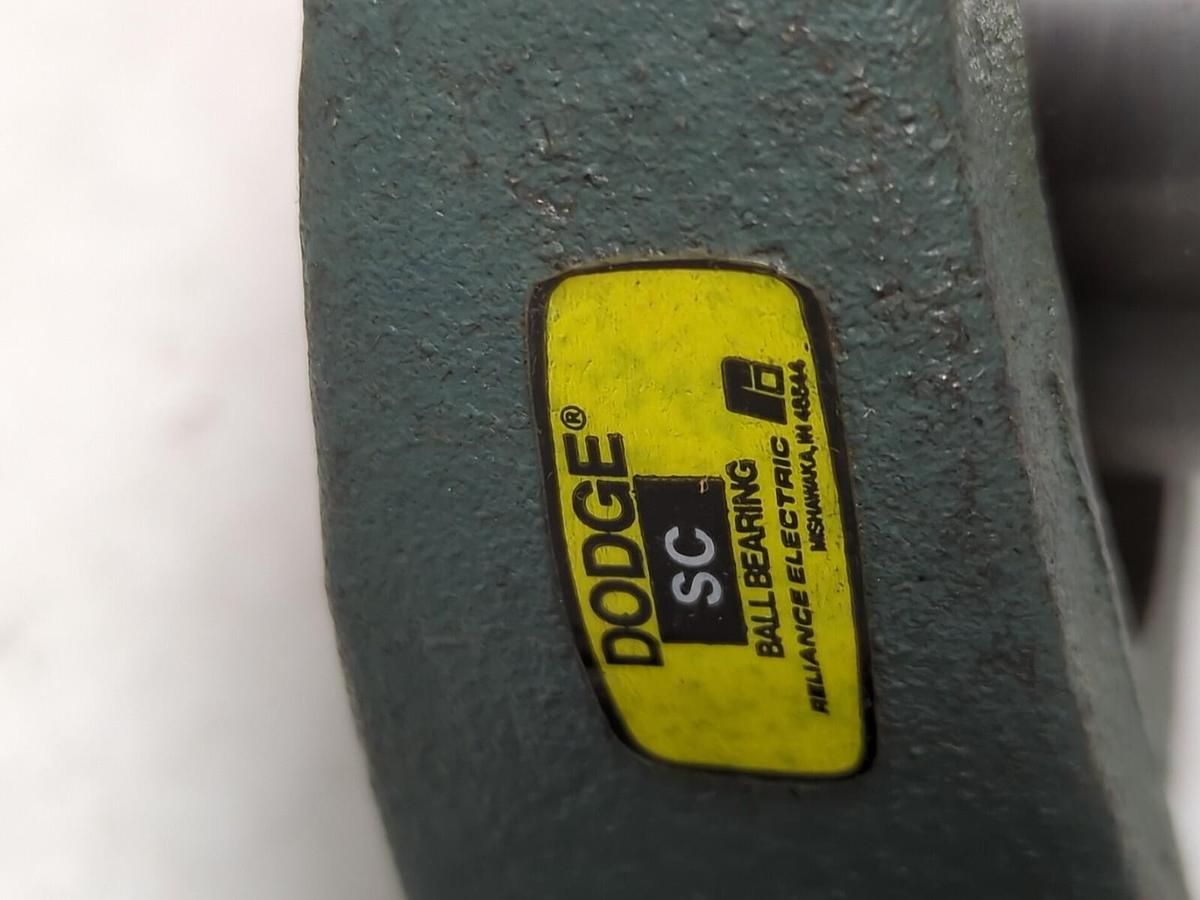 DODGE®
SC
BALL BEARING
RELIANCE ELECTRIC
MISHAWAKA, IN 46544